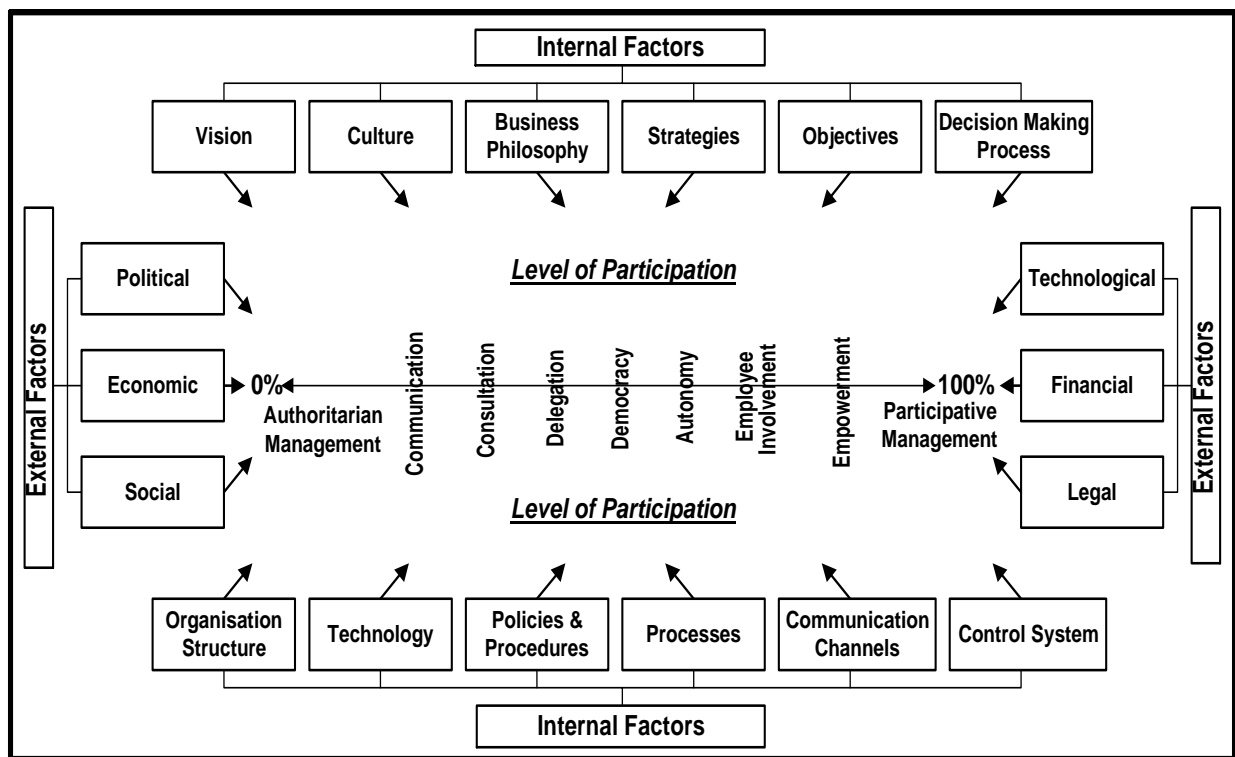 Internal Factors
Vision
Culture
Business
Philosophy
Strategies
Objectives
Decision Making
Process
External Factors
Political
Economic
Social
Level of Participation
0%
Authoritarian
Management
Communication
Consultation
Delegation
Democracy
Autonomy
Employee
Involvement
Empowerment
100%
Participative
Management
Level of Participation
Technological
Financial
Legal
External Factors
Organisation
Structure
Technology
Policies &
Procedures
Processes
Communication
Channels
Control System
Internal Factors